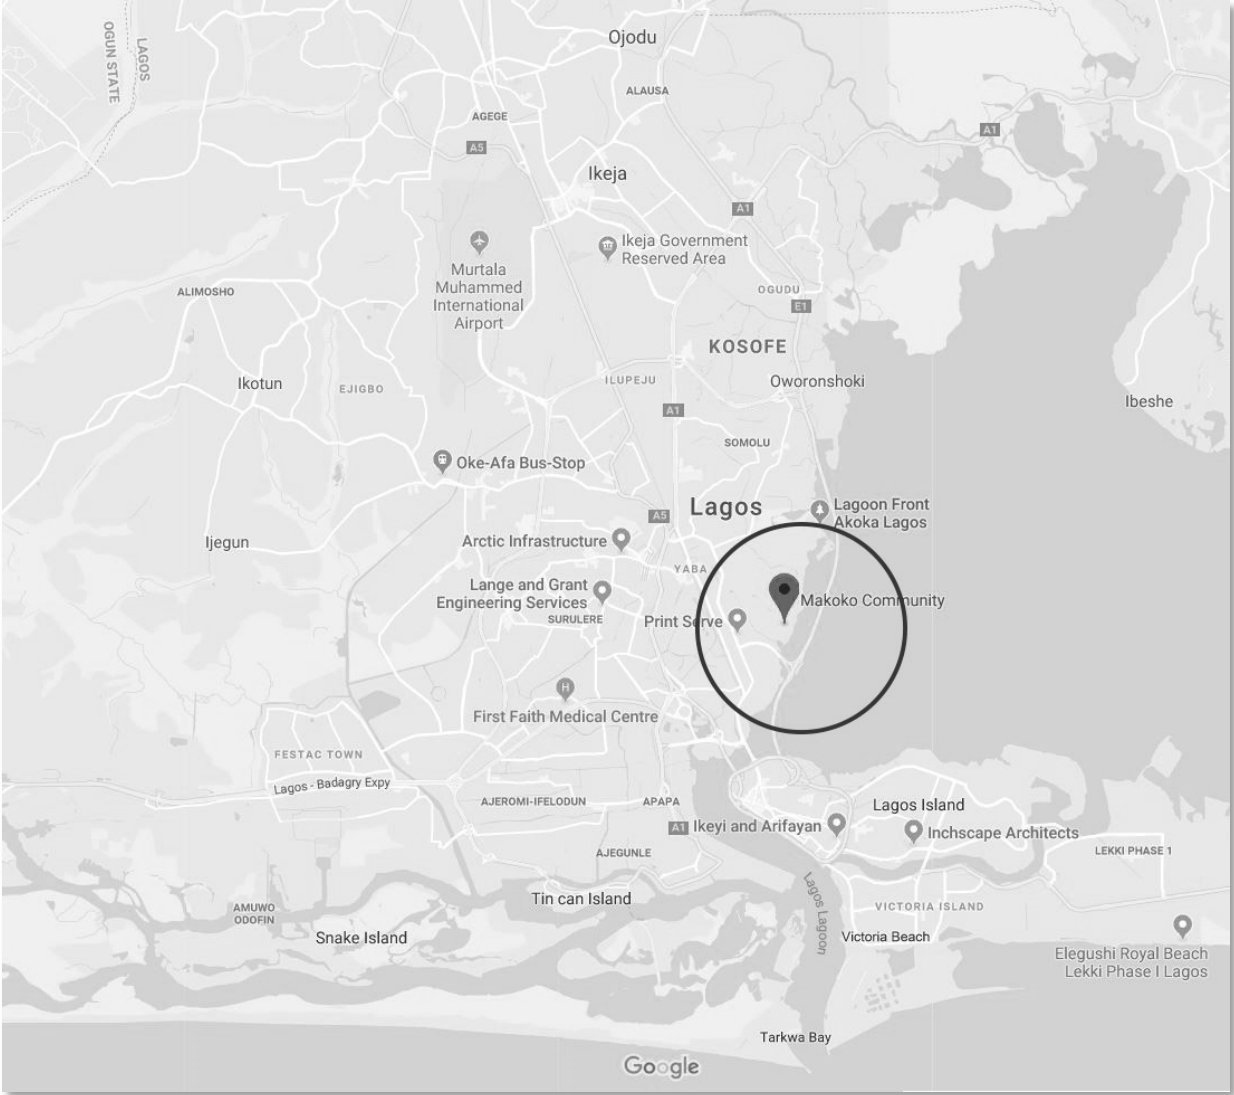 Ojodu
OGUN STATE
LAGOS
ALAUSA
AGEGE
A1
A5
Ikeja
A1
Ikeja Government
Reserved Area
Murtala
Muhammed
International
Airport
ALIMOSHO
OGUDU
E1
KOSOFE
ILUPEJU
Oworonshoki
Ikotun
EJIGBO
Ibeshe
A1
SOMOLU
Oke-Afa Bus-Stop
Lagos
A5
Lagoon Front
Akoka Lagos
Ijegun
Arctic Infrastructure
YABA
Lange and Grant
Engineering Services
SURULERE
Makoko Community
Print Serve
H
First Faith Medical Centre
FESTAC TOWN
Lagos - Badagry Expy
AJEROMI-IFELODUN
APAPA
Lagos Island
A1
Ikeyi and Arifayan
Inchscape Architects
AJEGUNLE
LEKKI PHASE 1
Tin can Island
Lagos Lagoon
AMUWO
ODOFIN
VICTORIA ISLAND
Snake Island
Victoria Beach
Elegushi Royal Beach
Lekki Phase I Lagos
Tarkwa Bay
Google